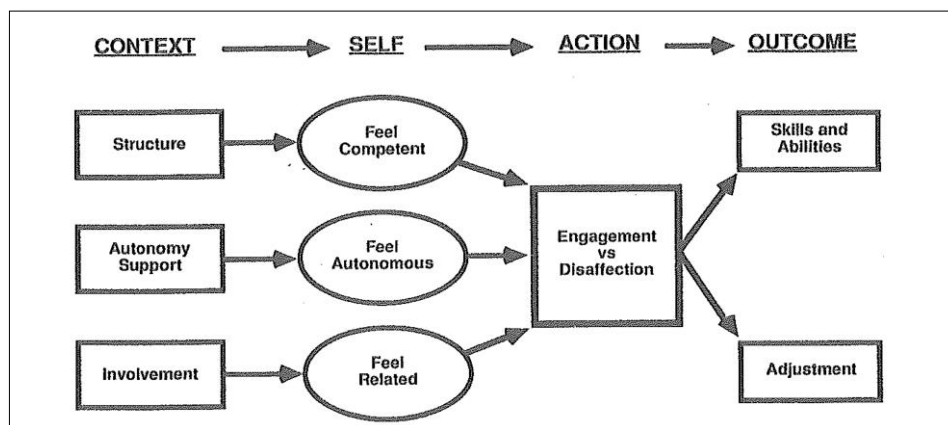 CONTEXT SELF ACTION OUTCOME
Structure
Feel
Competent
Skills and
Abilities
Autonomy
Support
Feel
Autonomous
Engagement
vs
Disaffection
Involvement
Feel
Related
Adjustment